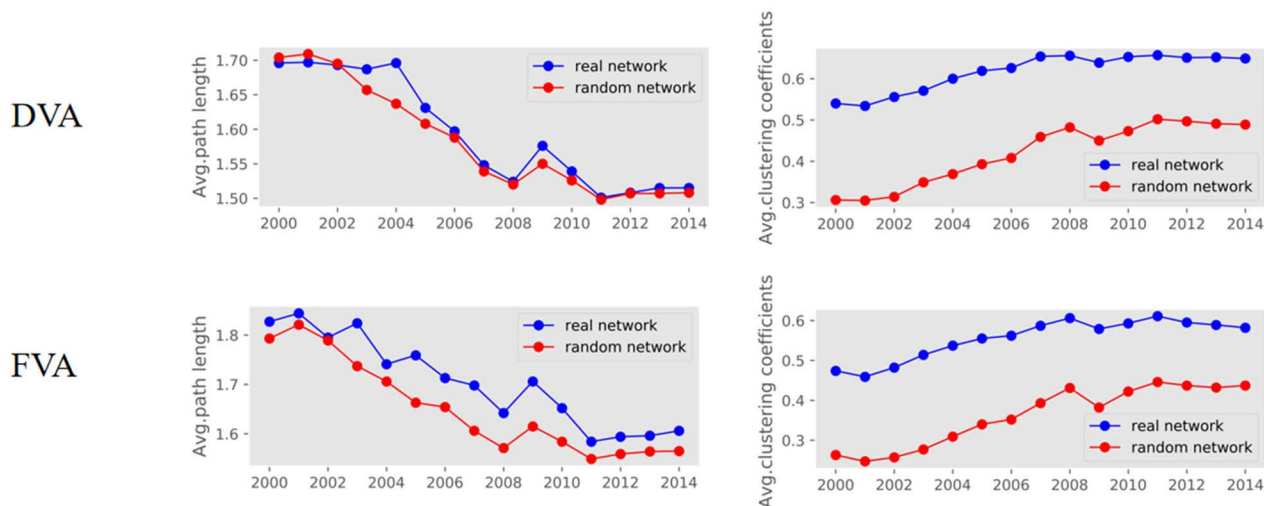 DVA
Avg.path length
1.70
1.65
1.60
1.55
1.50
real network
random network
2000 2002 2004 2006 2008 2010 2012 2014
Avg.clustering coefficients
0.6
0.5
0.4
0.3
real network
random network
2000 2002 2004 2006 2008 2010 2012 2014
FVA
Avg.path length
1.8
1.7
1.6
real network
random network
2000 2002 2004 2006 2008 2010 2012 2014
Avg.clustering coefficients
0.6
0.5
0.4
0.3
real network
random network
2000 2002 2004 2006 2008 2010 2012 2014